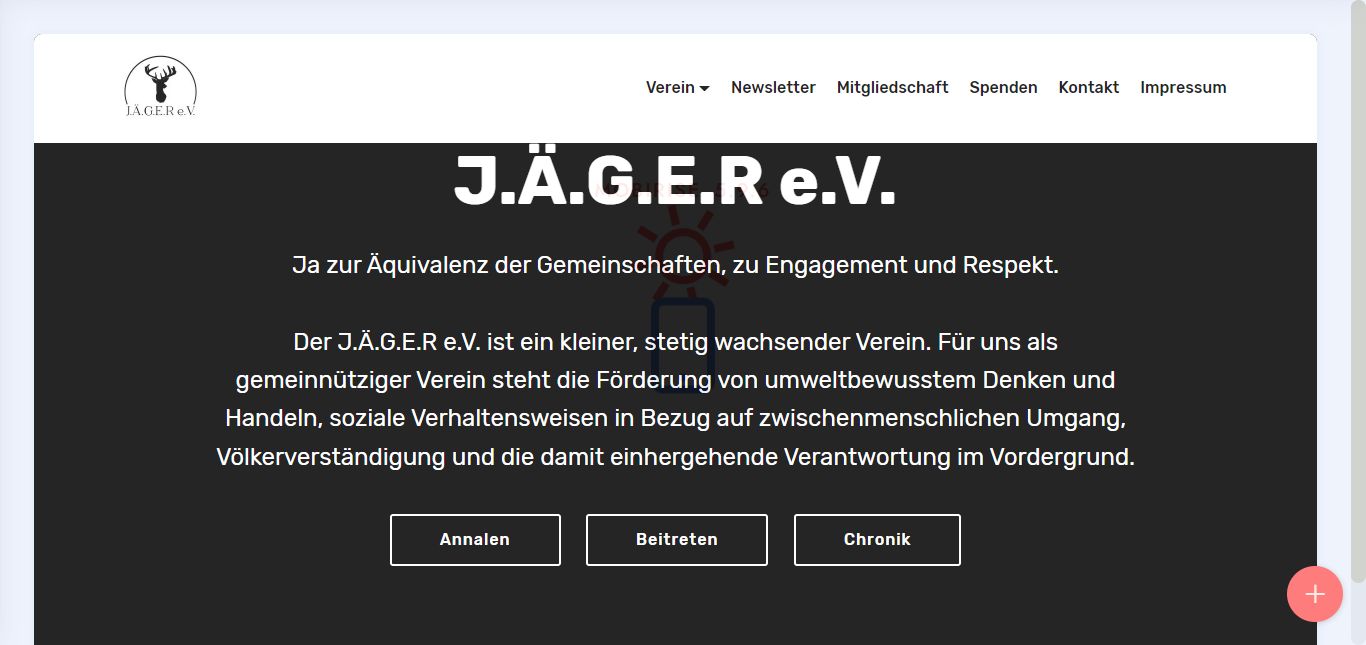 J.Ä.G.E.R e.V.
Verein
Newsletter
Mitgliedschaft
Spenden
Kontakt
Impressum
J.Ä.G.E.R e.V.
Ja zur Äquivalenz der Gemeinschaften, zu Engagement und Respekt.
Der J.Ä.G.E.R e.V. ist ein kleiner, stetig wachsender Verein. Für uns als
gemeinnütziger Verein steht die Förderung von umweltbewusstem Denken und
Handeln, soziale Verhaltensweisen in Bezug auf zwischenmenschlichen Umgang,
Völkerverständigung und die damit einhergehende Verantwortung im Vordergrund.
Annalen
Beitreten
Chronik